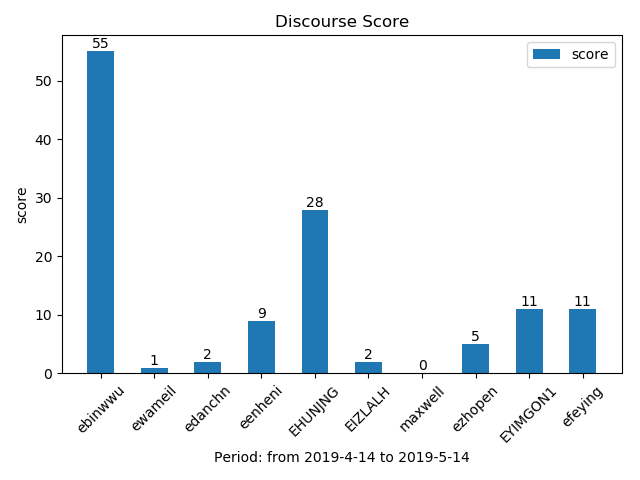 Discourse Score
score
55
1
2
9
28
2
0
5
11
11
50
40
30
20
10
0
score
ebinwwu
ewameil
edanchn
eenheni
EHUNJNG
EIZLALH
maxwell
ezhopen
EYIMGON1
efeying
Period: from 2019-4-14 to 2019-5-14